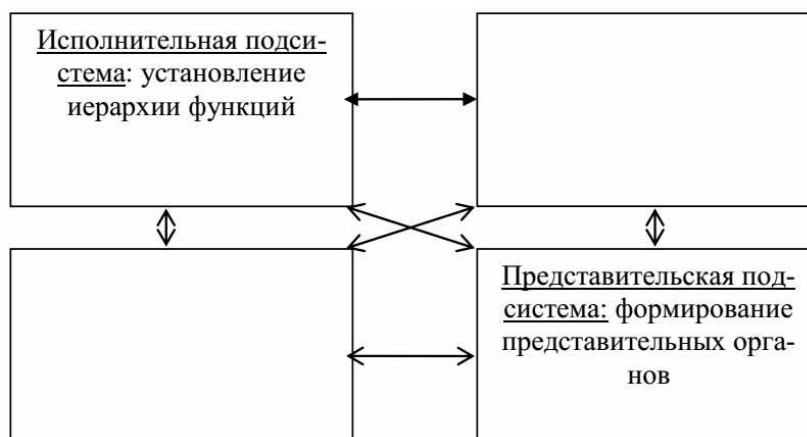 Исполнительная подси-
стема: установление
иерархии функций
Представительская под-
система: формирование
представительных орга-
нов